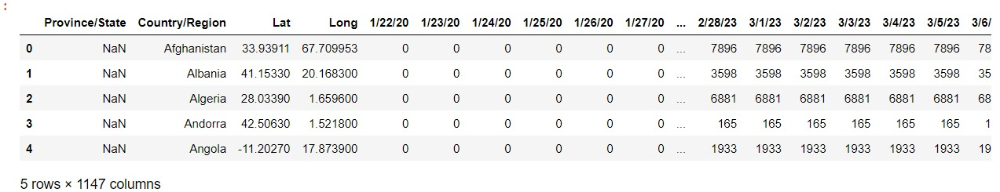 :
Province/State Country/Region Lat Long 1/22/20 1/23/20 1/24/20 1/25/20 1/26/20 1/27/20 ... 2/28/23 3/1/23 3/2/23 3/3/23 3/4/23 3/5/23 3/6/
0 NaN Afghanistan 33.93911 67.709953 0 0 0 0 0 0 ... 7896 7896 7896 7896 7896 7896 78
1 NaN Albania 41.15330 20.168300 0 0 0 0 0 0 ... 3598 3598 3598 3598 3598 3598 35
2 NaN Algeria 28.03390 1.659600 0 0 0 0 0 0 ... 6881 6881 6881 6881 6881 6881 68
3 NaN Andorra 42.50630 1.521800 0 0 0 0 0 0 ... 165 165 165 165 165 165 1
4 NaN Angola -11.20270 17.873900 0 0 0 0 0 0 ... 1933 1933 1933 1933 1933 1933 19
5 rows × 1147 columns